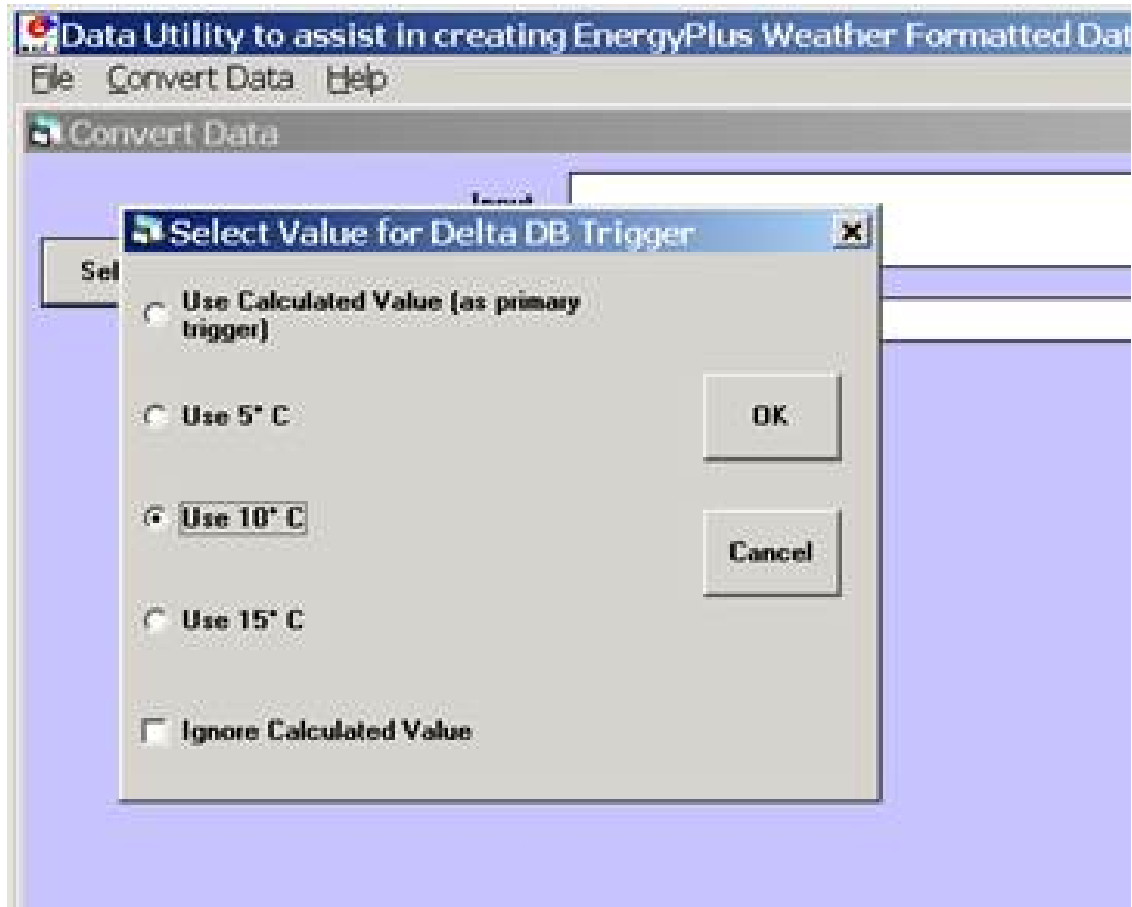 Data Utility to assist in creating EnergyPlus Weather Formatted Dat
File Convert Data Help
Convert Data
Input
Select Value for Delta DB Trigger
Sel
Use Calculated Value (as primary
trigger)
Use 5° C
OK
Use 10° C
Cancel
Use 15° C
Ignore Calculated Value